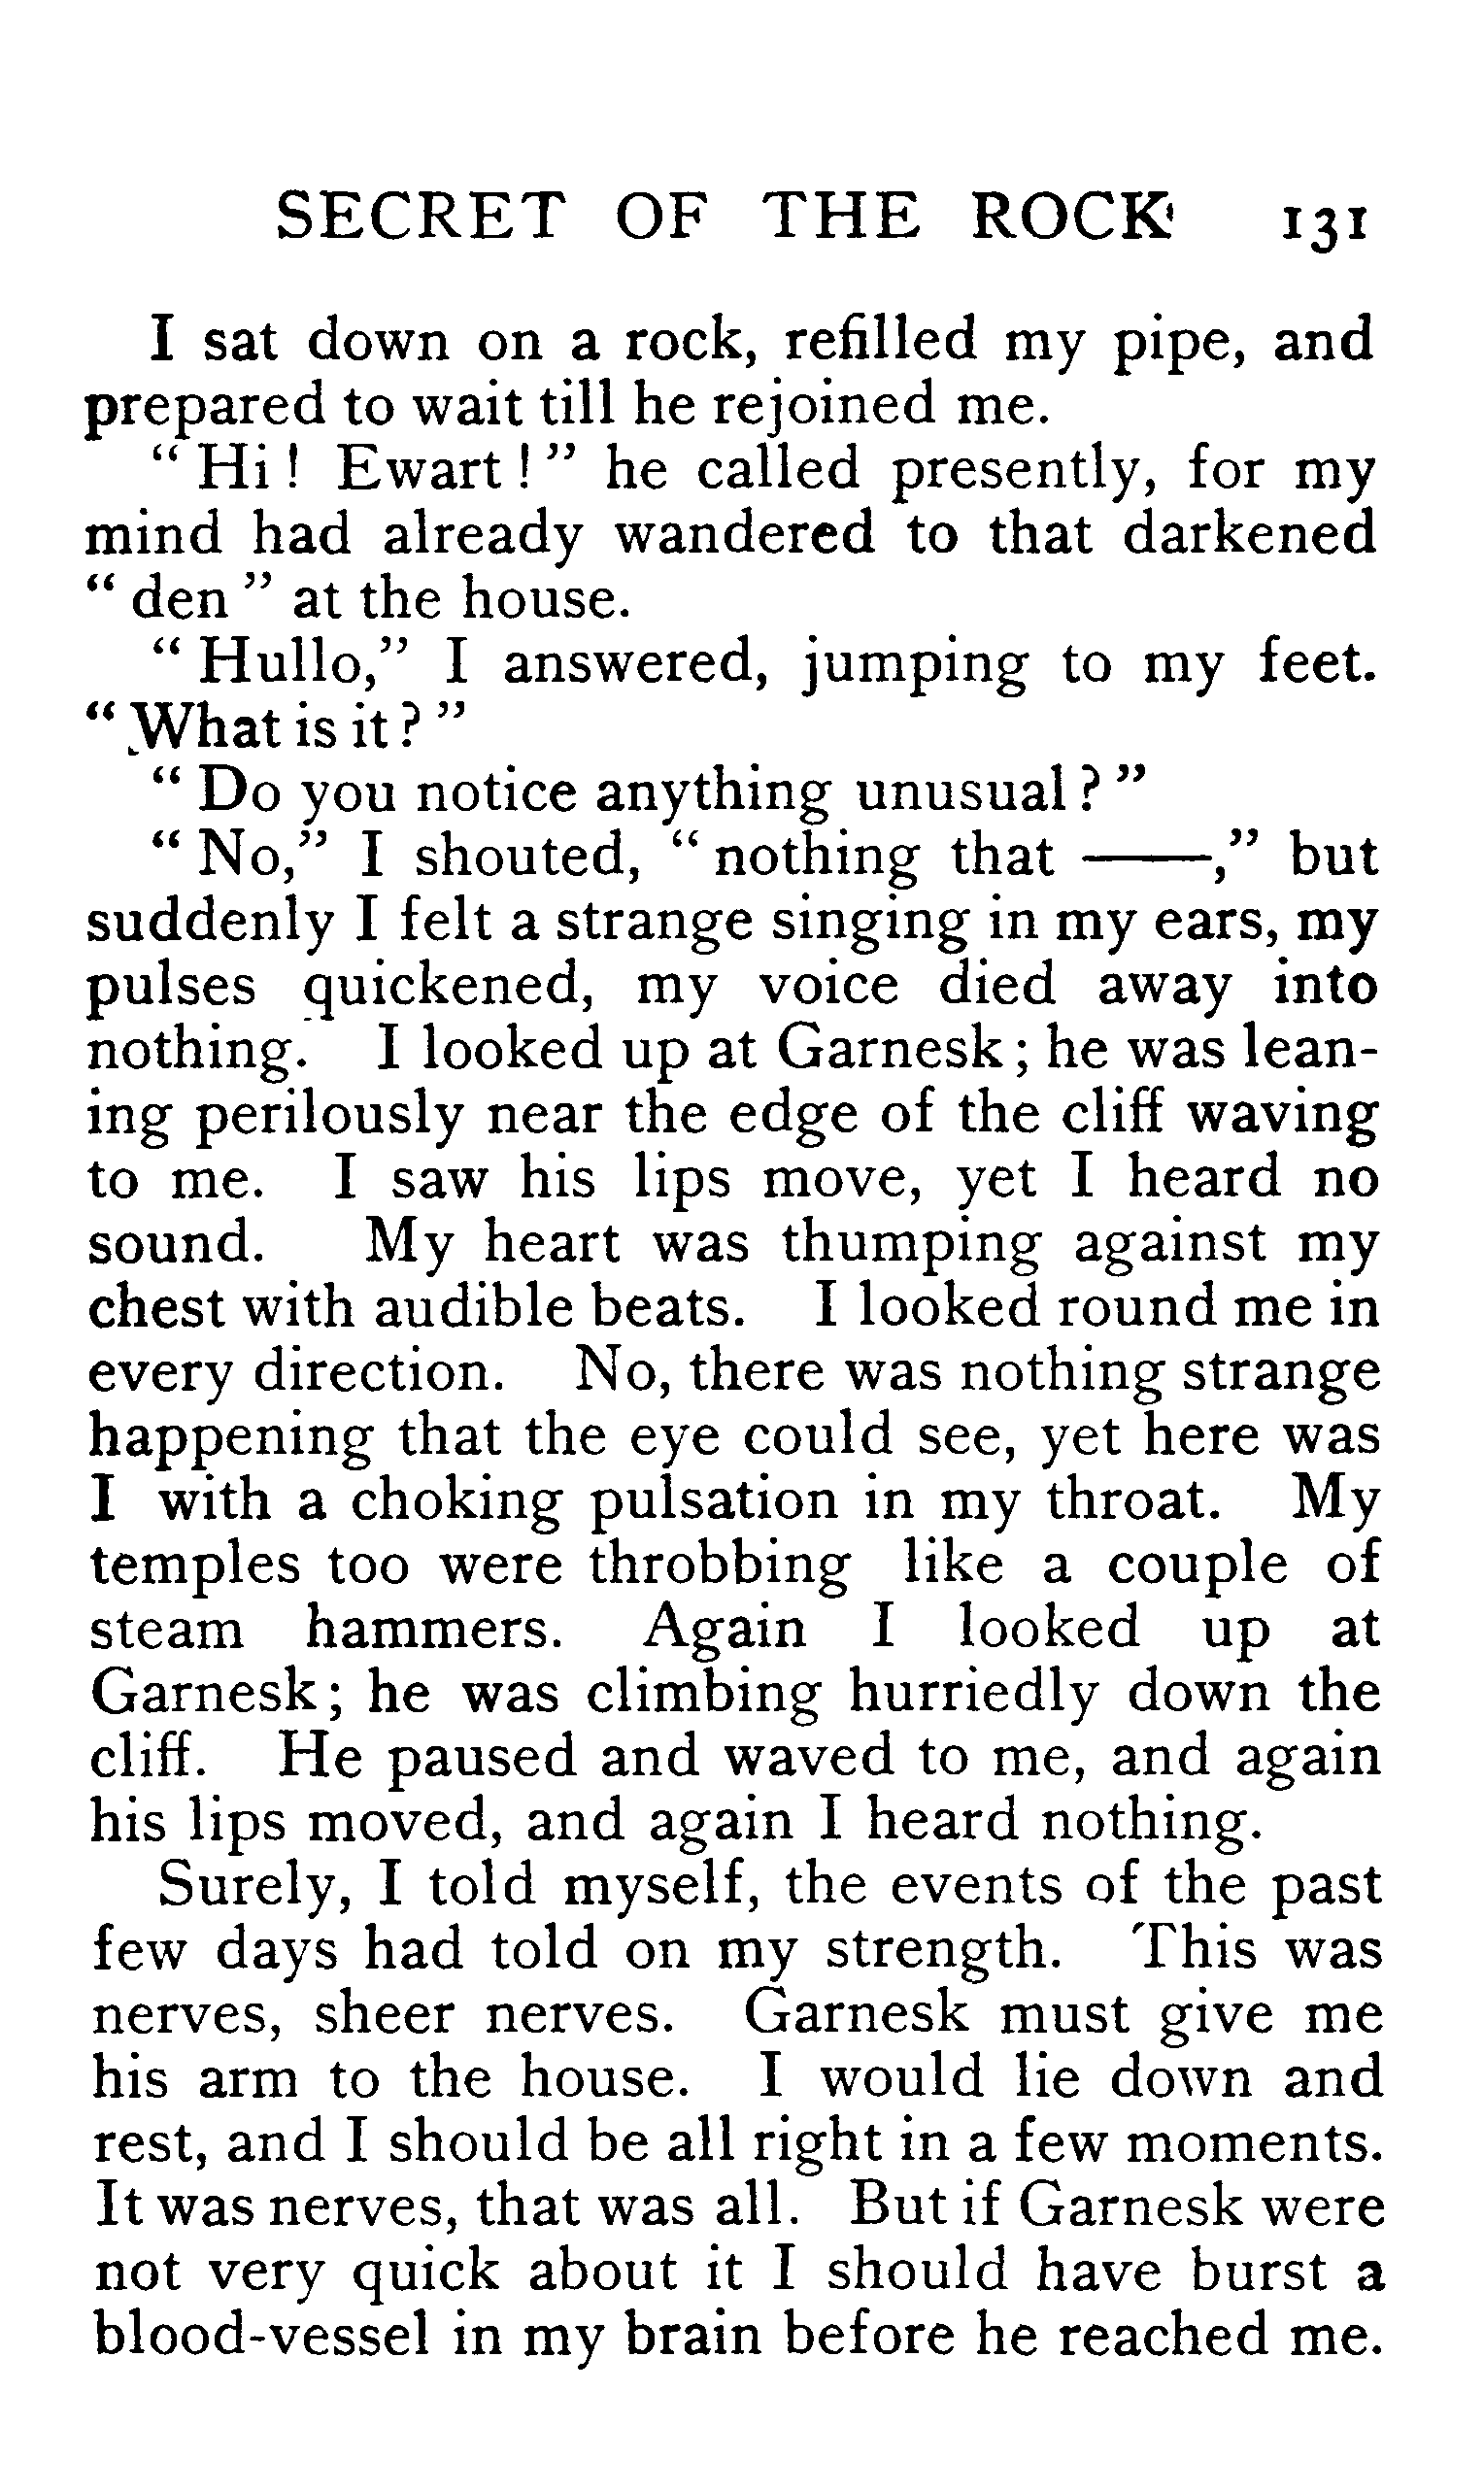 SECRET OF THE ROCK 131
I sat down on a rock, refilled my pipe, and
prepared to wait till he rejoined me.
" Hi ! Ewart ! " he called presently, for my
mind had already wandered to that darkened
" den " at the house.
" Hullo," I answered, jumping to my feet.
" What is it ? "
" Do you notice anything unusual ? "
" No," I shouted, " nothing that ——," but
suddenly I felt a strange singing in my ears, my
pulses quickened, my voice died away into
nothing. I looked up at Garnesk ; he was lean-
ing perilously near the edge of the cliff waving
to me. I saw his lips move, yet I heard no
sound. My heart was thumping against my
chest with audible beats. I looked round me in
every direction. No, there was nothing strange
happening that the eye could see, yet here was
I with a choking pulsation in my throat. My
temples too were throbbing like a couple of
steam hammers. Again I looked up at
Garnesk ; he was climbing hurriedly down the
cliff. He paused and waved to me, and again
his lips moved, and again I heard nothing.
Surely, I told myself, the events of the past
few days had told on my strength. This was
nerves, sheer nerves. Garnesk must give me
his arm to the house. I would lie down and
rest, and I should be all right in a few moments.
It was nerves, that was all. But if Garnesk were
not very quick about it I should have burst a
blood-vessel in my brain before he reached me.